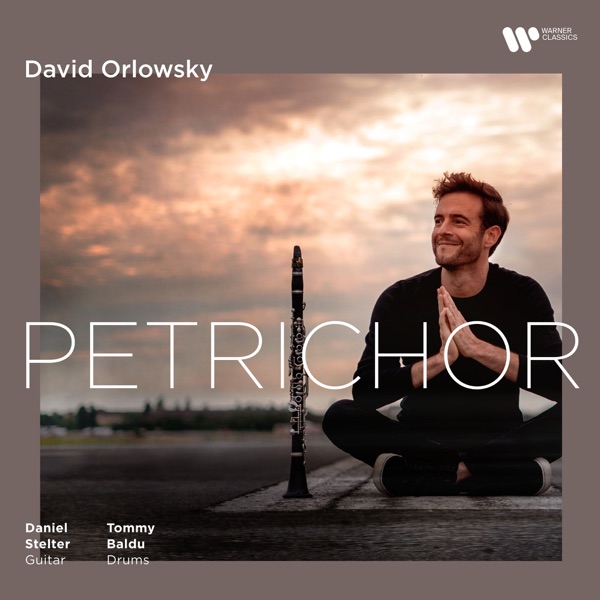 WARNER
CLASSICS
David Orlowsky
PETRICHOR
Daniel
Stelter
Guitar
Tommy
Baldu
Drums